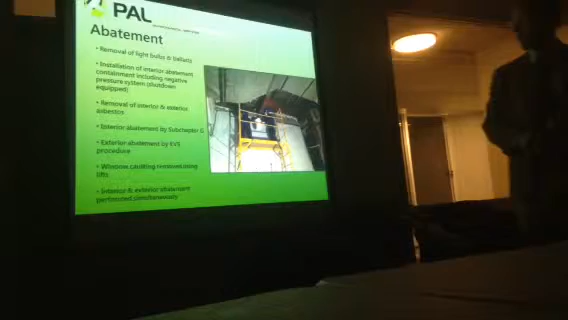 PAL
Abatement
• Removal of light bulbs & ballasts
• Installation of interior abatement
containment including negative
pressure system (shutdown
equipped)
• Removal of interior & exterior
asbestos
• Interior abatement by Subchapter G
• Exterior abatement by EVS
procedure
• Window caulking removed using
lifts
• Interior & exterior abatement
performed simultaneously